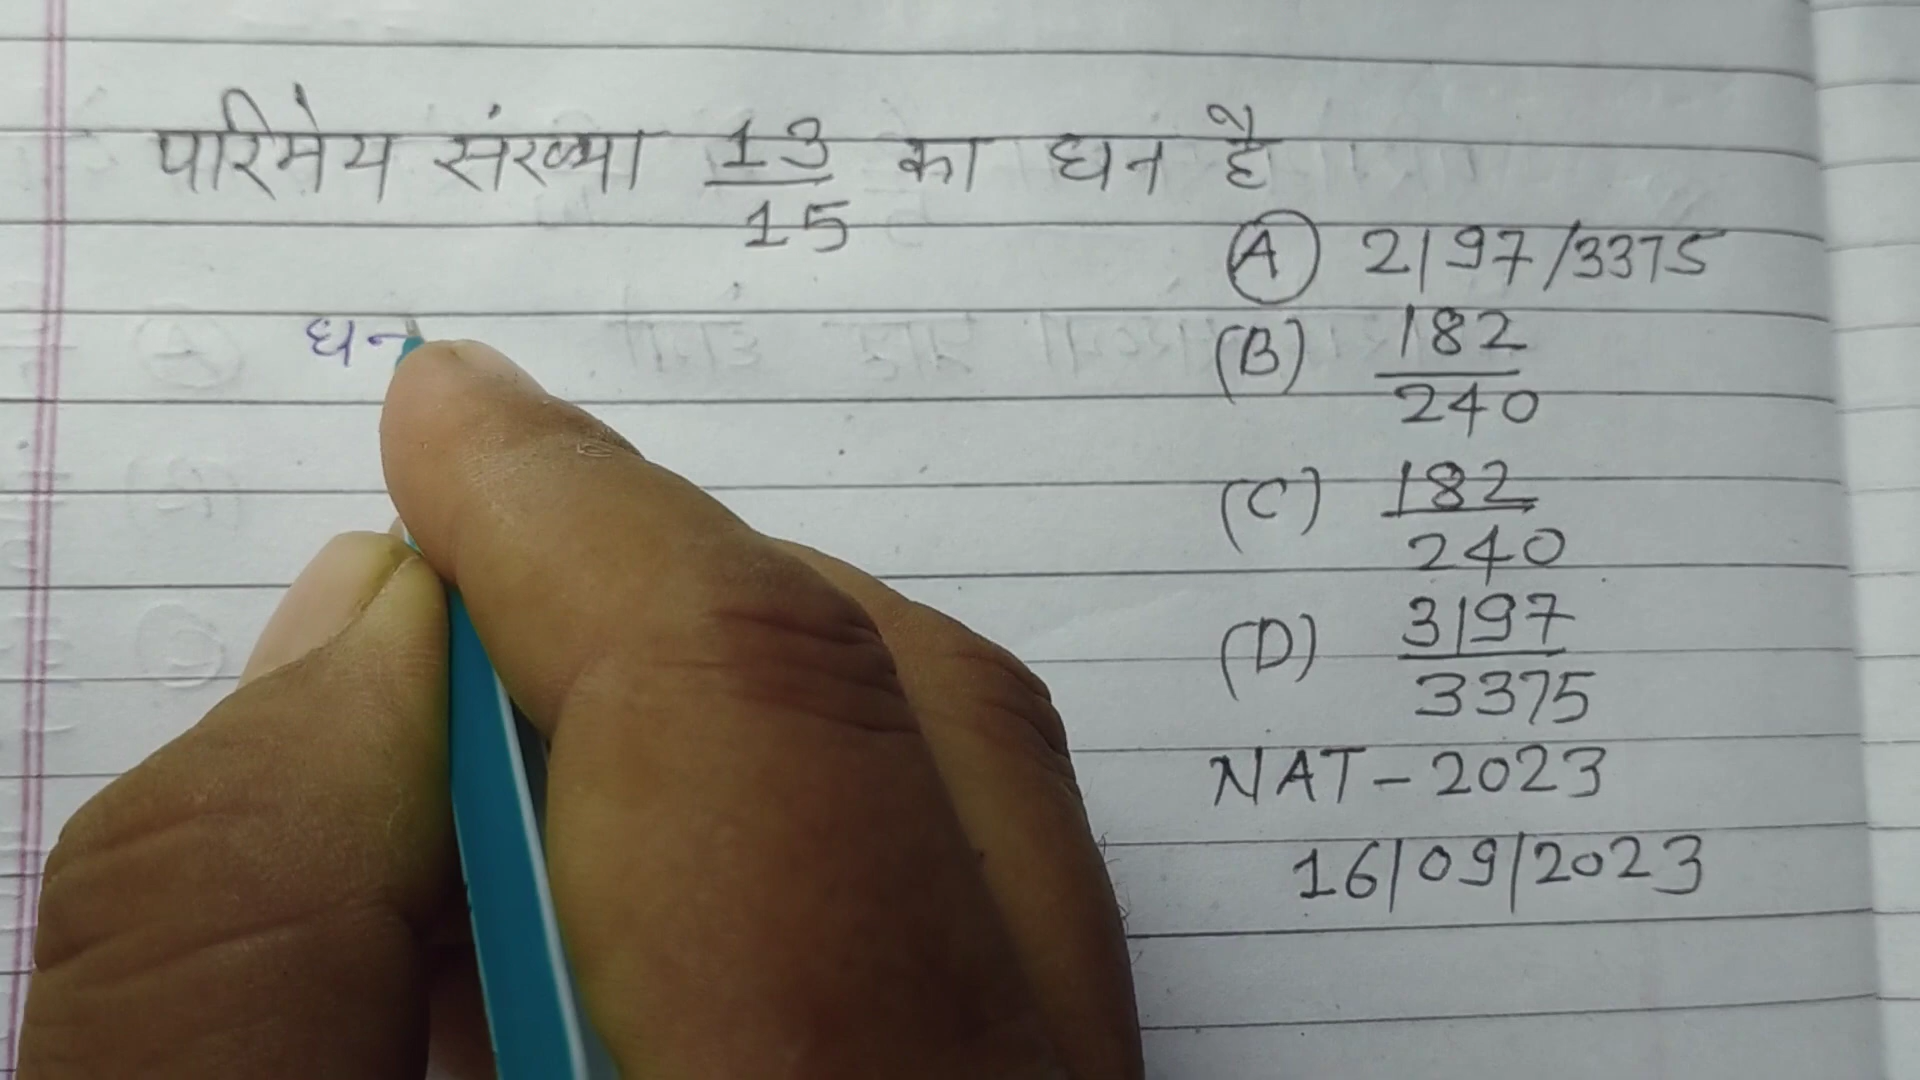 परिमेय संख्या 13/15 का घन है
(A) 2197/3375
(B) 182/240
(C) 182/240
(D) 3197/3375
NAT-2023
16/09/2023
घन